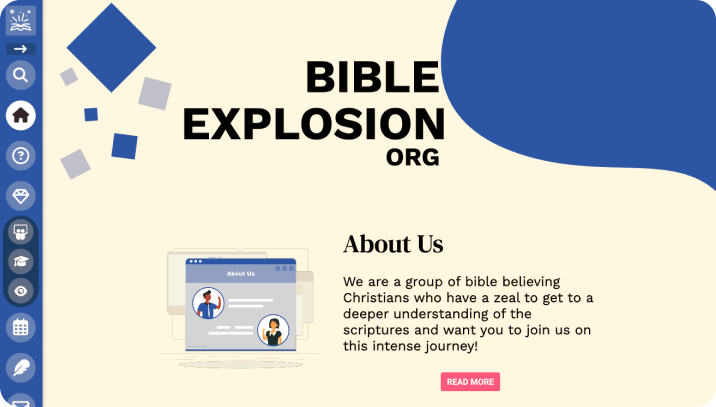 BIBLE
EXPLOSION
ORG
About Us
About Us
We are a group of bible believing
Christians who have a zeal to get to a
deeper understanding of the
scriptures and want you to join us on
this intense journey!
READ MORE